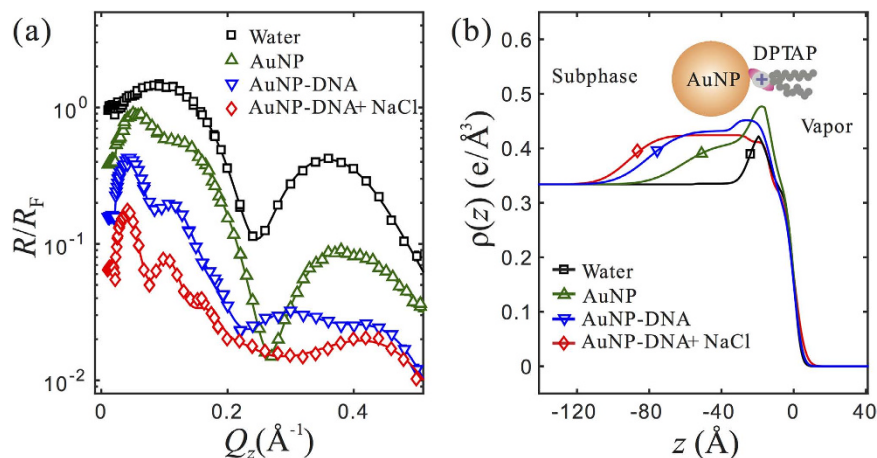 (a)
Water
AuNP
AuNP-DNA
AuNP-DNA+ NaCl
R/R_F
10⁰
10⁻¹
10⁻²
0
0.2
0.4
Q_z(Å⁻¹)
(b)
AuNP
DPTAP
+
Subphase
Vapor
Water
AuNP
AuNP-DNA
AuNP-DNA+ NaCl
ρ(z) (e/Å³)
0.6
0.5
0.4
0.3
0.2
0.1
0
-120
-80
-40
0
40
z (Å)